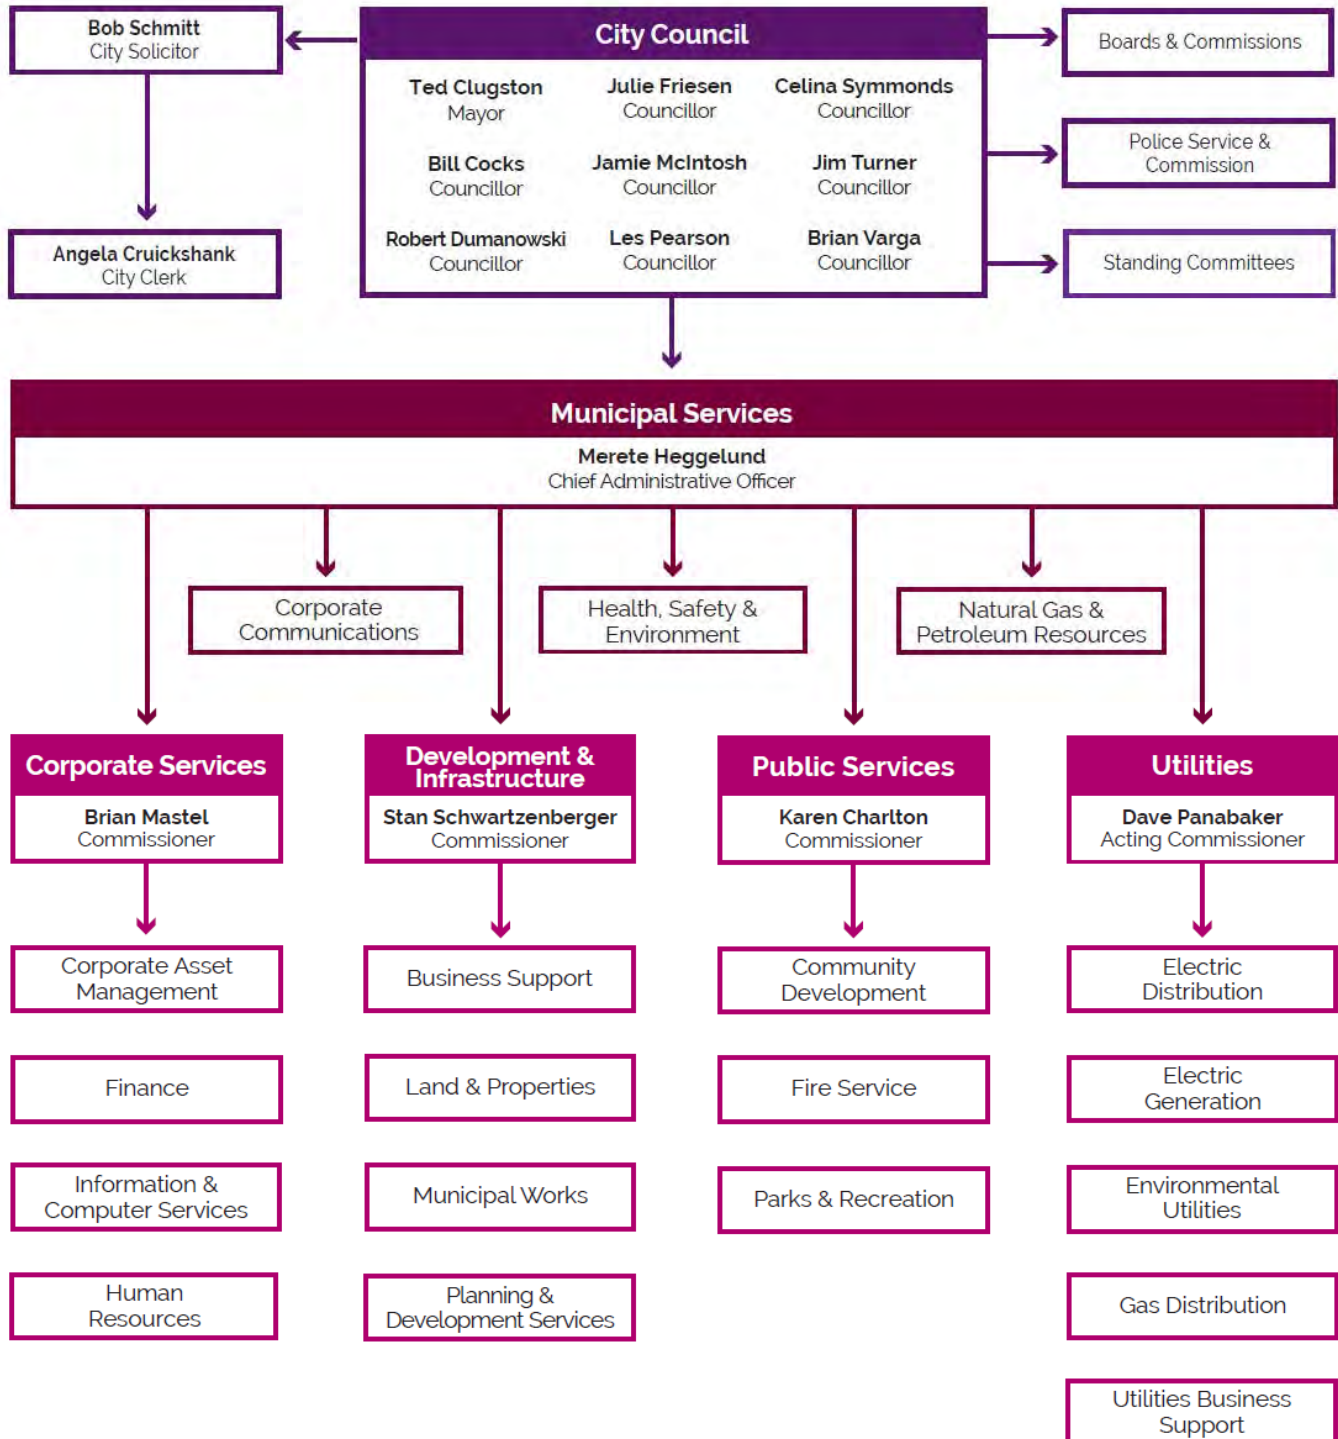 Bob Schmitt
City Solicitor
City Council
Boards & Commissions
Ted Clugston
Mayor
Julie Friesen
Councillor
Celina Symmonds
Councillor
Police Service &
Commission
Bill Cocks
Councillor
Jamie McIntosh
Councillor
Jim Turner
Councillor
Angela Cruickshank
City Clerk
Robert Dumanowski
Councillor
Les Pearson
Councillor
Brian Varga
Councillor
Standing Committees
Municipal Services
Merete Heggelund
Chief Administrative Officer
Corporate
Communications
Health, Safety &
Environment
Natural Gas &
Petroleum Resources
Corporate Services
Brian Mastel
Commissioner
Development &
Infrastructure
Stan Schwartzenberger
Commissioner
Public Services
Karen Charlton
Commissioner
Utilities
Dave Panabaker
Acting Commissioner
Corporate Asset
Management
Business Support
Community
Development
Electric
Distribution
Finance
Land & Properties
Fire Service
Electric
Generation
Information &
Computer Services
Municipal Works
Parks & Recreation
Environmental
Utilities
Human
Resources
Planning &
Development Services
Gas Distribution
Utilities Business
Support